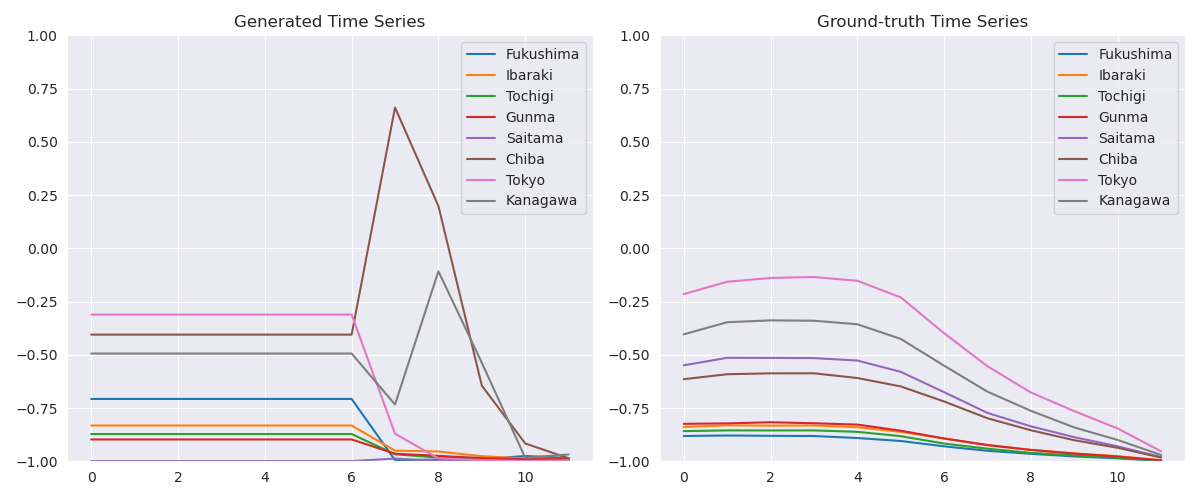 Generated Time Series
1.00
0.75
0.50
0.25
0.00
−0.25
−0.50
−0.75
−1.00
0 2 4 6 8 10
Fukushima
Ibaraki
Tochigi
Gunma
Saitama
Chiba
Tokyo
Kanagawa
Ground-truth Time Series
1.00
0.75
0.50
0.25
0.00
−0.25
−0.50
−0.75
−1.00
0 2 4 6 8 10
Fukushima
Ibaraki
Tochigi
Gunma
Saitama
Chiba
Tokyo
Kanagawa